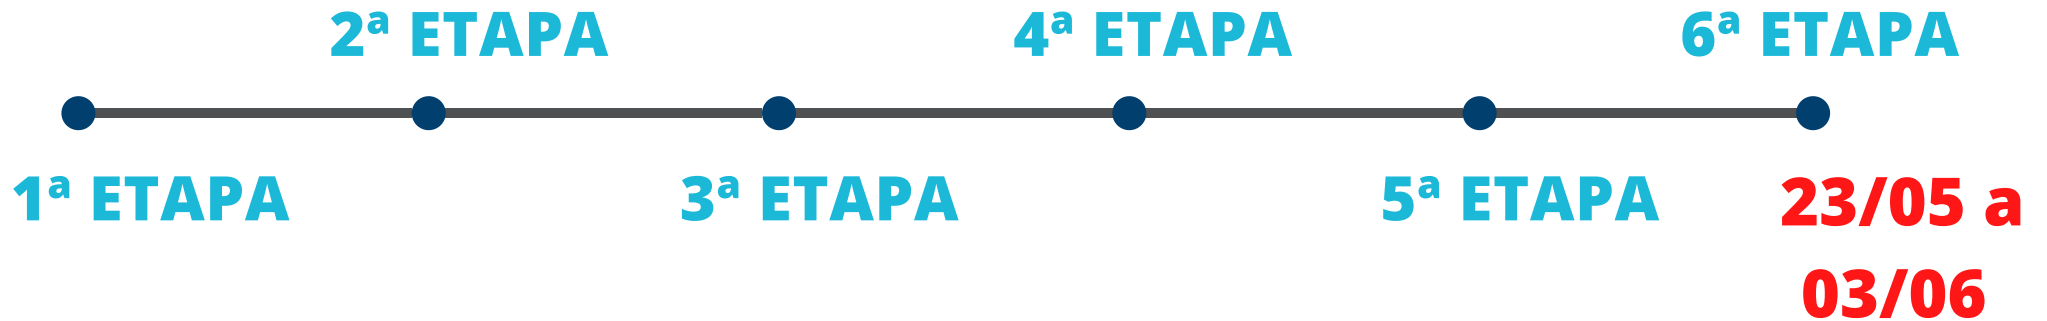 2ª ETAPA
4ª ETAPA
6ª ETAPA
1ª ETAPA
3ª ETAPA
5ª ETAPA
23/05 a
03/06